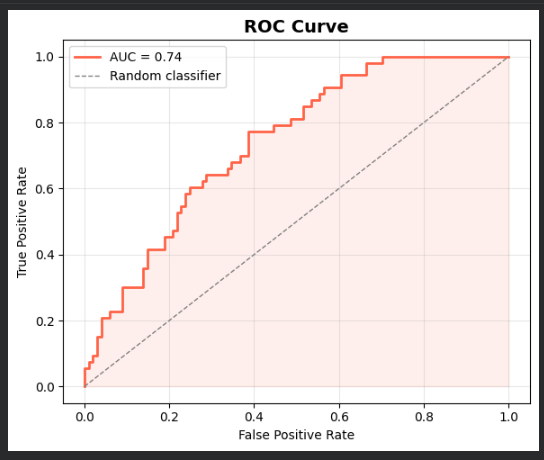 ROC Curve
AUC = 0.74
Random classifier
True Positive Rate
1.0
0.8
0.6
0.4
0.2
0.0
0.0 0.2 0.4 0.6 0.8 1.0
False Positive Rate